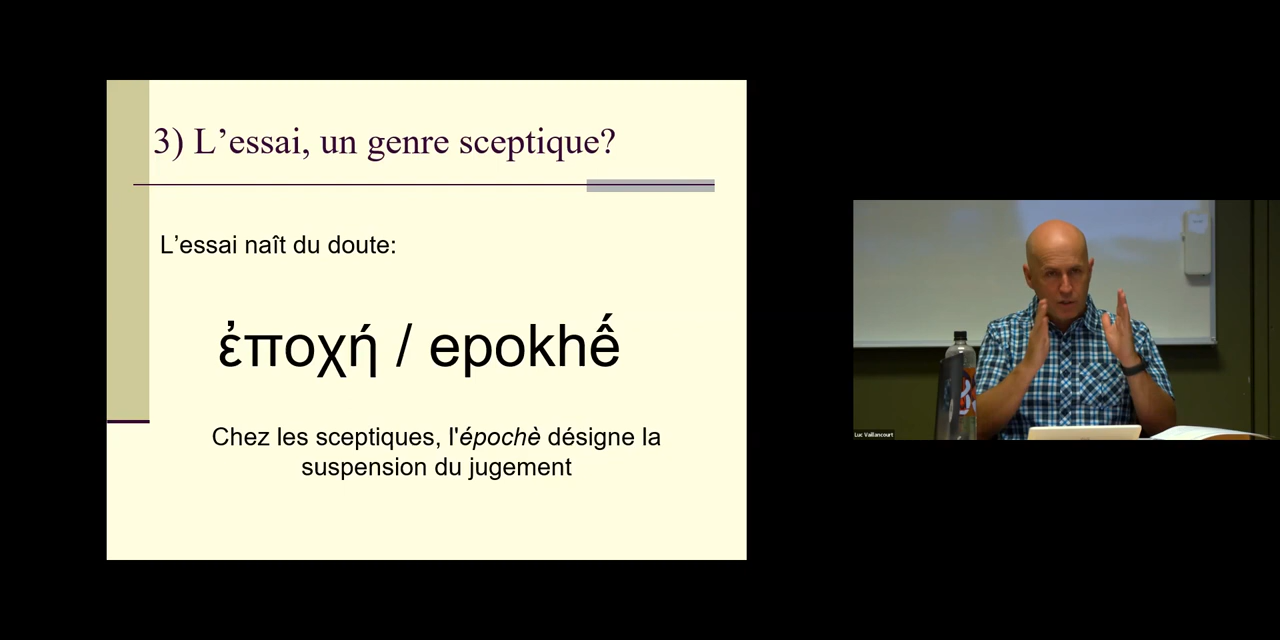 3) L’essai, un genre sceptique?
L’essai naît du doute:
ἐποχή / epokhế
Chez les sceptiques, l'épochè désigne la
suspension du jugement
Luc Vaillancourt